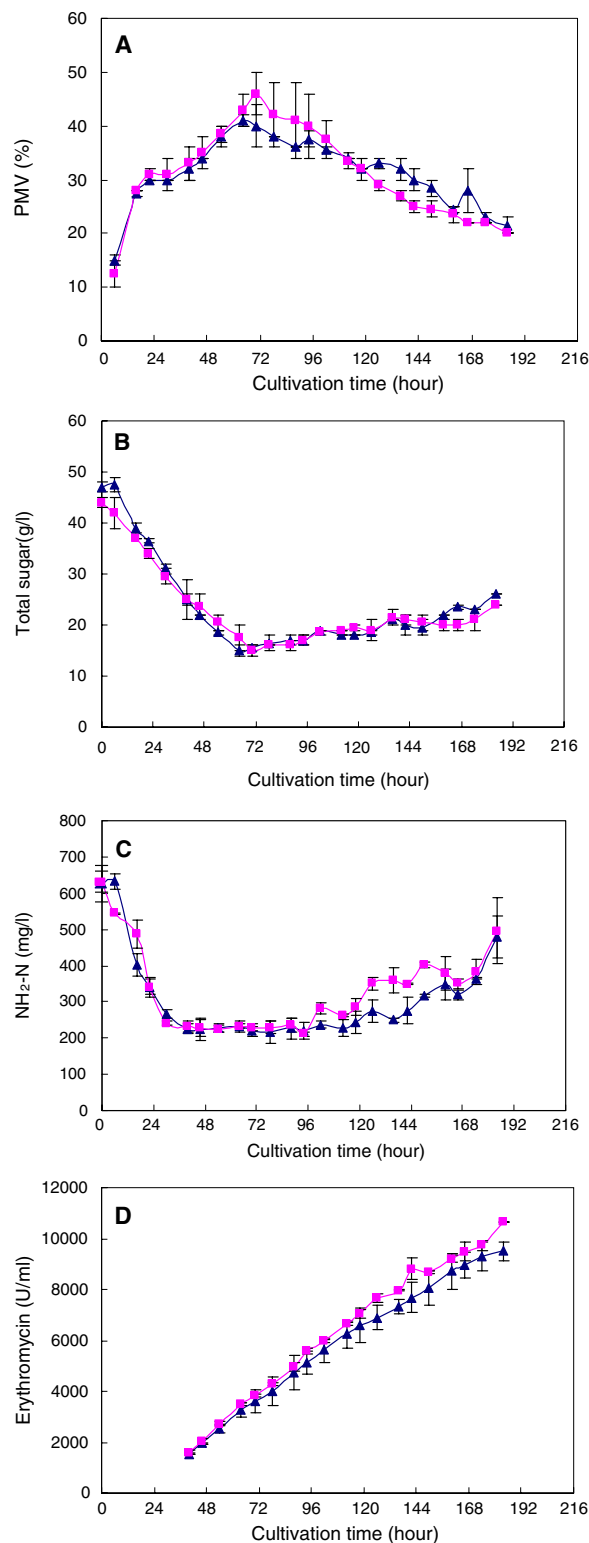 A
60
50
40
30
20
10
0
PMV (%)
0 24 48 72 96 120 144 168 192 216
Cultivation time (hour)
B
60
50
40
30
20
10
0
Total sugar(g/l)
0 24 48 72 96 120 144 168 192 216
Cultivation time (hour)
C
800
700
600
500
400
300
200
100
0
NH₂-N (mg/l)
0 24 48 72 96 120 144 168 192 216
Cultivation time (hour)
D
12000
10000
8000
6000
4000
2000
0
Erythromycin (U/ml)
0 24 48 72 96 120 144 168 192 216
Cultivation time (hour)